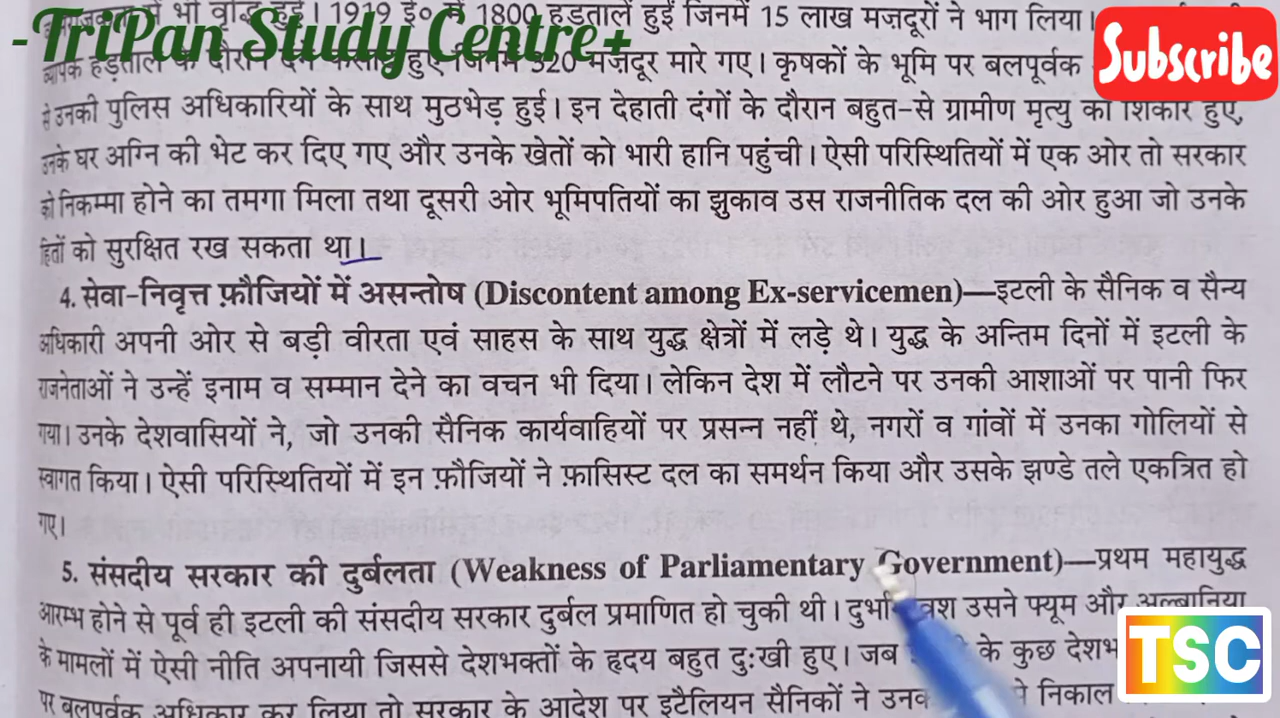 में भी वृद्धि हुई। 1919 ई० में 1800 हड़तालें हुईं जिनमें 15 लाख मज़दूरों ने भाग लिया।
-TriPan Study Centre+
Subscribe
हुए जिनमें 320 मज़दूर मारे गए। कृषकों के भूमि पर बलपूर्वक
से उनकी पुलिस अधिकारियों के साथ मुठभेड़ हुई। इन देहाती दंगों के दौरान बहुत-से ग्रामीण मृत्यु का शिकार हुए,
उनके घर अग्नि की भेट कर दिए गए और उनके खेतों को भारी हानि पहुंची। ऐसी परिस्थितियों में एक ओर तो सरकार
को निकम्मा होने का तमगा मिला तथा दूसरी ओर भूमिपतियों का झुकाव उस राजनीतिक दल की ओर हुआ जो उनके
हितों को सुरक्षित रख सकता था।
4. सेवा-निवृत्त फ़ौजियों में असन्तोष (Discontent among Ex-servicemen)—इटली के सैनिक व सैन्य
अधिकारी अपनी ओर से बड़ी वीरता एवं साहस के साथ युद्ध क्षेत्रों में लड़े थे। युद्ध के अन्तिम दिनों में इटली के
राजनेताओं ने उन्हें इनाम व सम्मान देने का वचन भी दिया। लेकिन देश में लौटने पर उनकी आशाओं पर पानी फिर
गया। उनके देशवासियों ने, जो उनकी सैनिक कार्यवाहियों पर प्रसन्न नहीं थे, नगरों व गांवों में उनका गोलियों से
स्वागत किया। ऐसी परिस्थितियों में इन फ़ौजियों ने फ़ासिस्ट दल का समर्थन किया और उसके झण्डे तले एकत्रित हो
गए।
5. संसदीय सरकार की दुर्बलता (Weakness of Parliamentary Government)—प्रथम महायुद्ध
आरम्भ होने से पूर्व ही इटली की संसदीय सरकार दुर्बल प्रमाणित हो चुकी थी। उसने फ्यूम और अल्बानिया
के मामलों में ऐसी नीति अपनायी जिससे देशभक्तों के हृदय बहुत दुःखी हुए। जब के कुछ
पर बलपूर्वक अधिकार कर लिया तो सरकार के आदेश पर इटैलियन सैनिकों ने निकाल
TSC